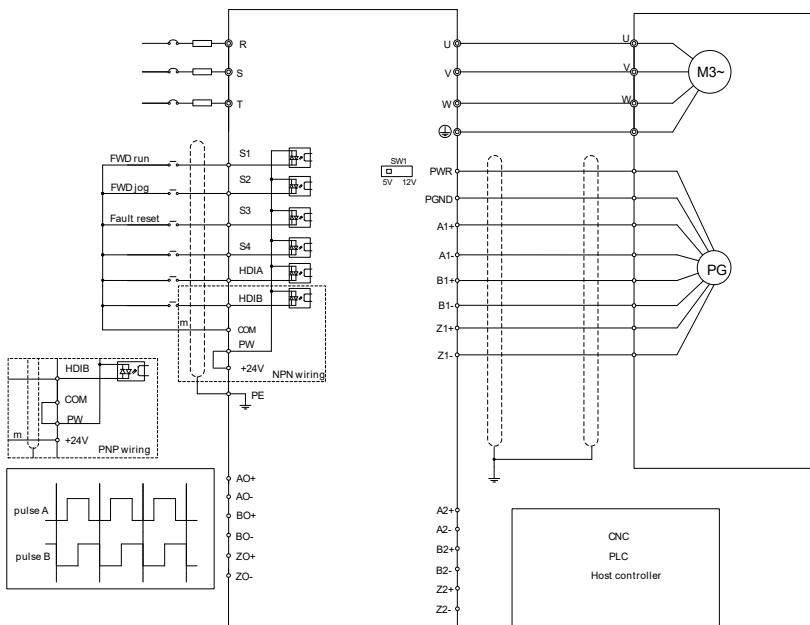 R
S
T
U
V
W
U
V
W
M3~
FWD run
S1
FWD jog
S2
Fault reset
S3
S4
HDIA
HDIB
m
COM
PW
+24V
NPN wiring
PE
SW1
5V 12V
PWR
PGND
A1+
A1-
B1+
B1-
Z1+
Z1-
PG
HDIB
COM
PW
m
+24V
PNP wiring
pulse A
pulse B
AO+
AO-
BO+
BO-
ZO+
ZO-
A2+
A2-
B2+
B2-
Z2+
Z2-
CNC
PLC
Host controller